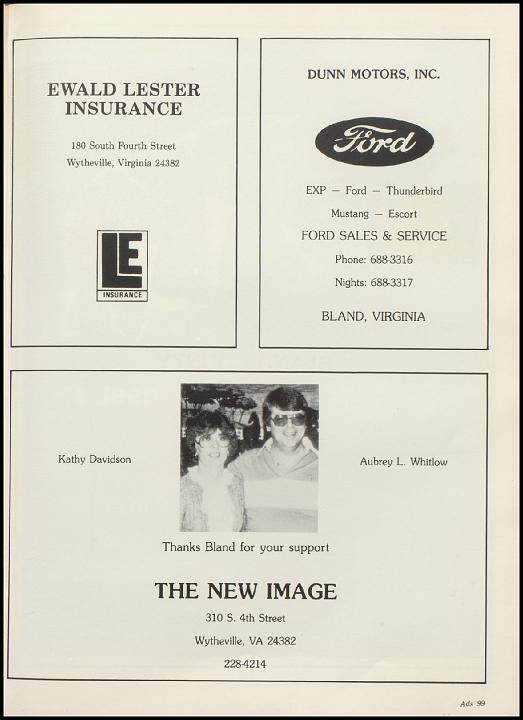 EWALD LESTER
INSURANCE
180 South Fourth Street
Wytheville, Virginia 24382
LE
INSURANCE
DUNN MOTORS, INC.
Ford
EXP — Ford — Thunderbird
Mustang — Escort
FORD SALES & SERVICE
Phone: 688-3316
Nights: 688-3317
BLAND, VIRGINIA
Kathy Davidson
Aubrey L. Whitlow
Thanks Bland for your support
THE NEW IMAGE
310 S. 4th Street
Wytheville, VA 24382
228-4214
Ads 99